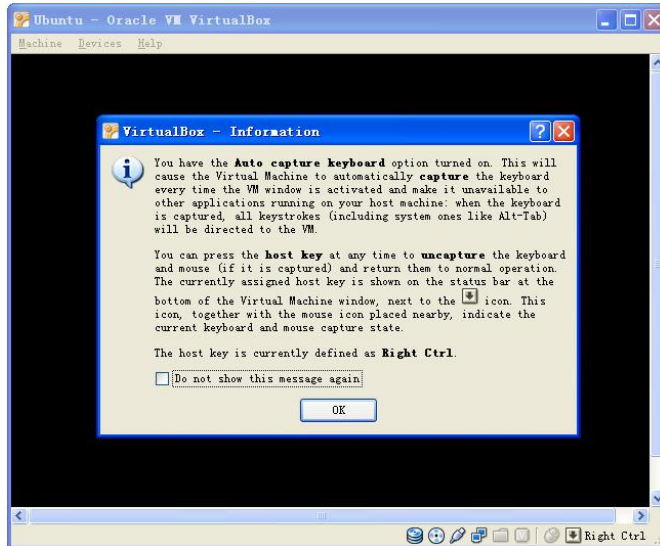 Ubuntu - Oracle VM VirtualBox
Machine Devices Help
VirtualBox - Information
You have the Auto capture keyboard option turned on. This will
cause the Virtual Machine to automatically capture the keyboard
every time the VM window is activated and make it unavailable to
other applications running on your host machine: when the keyboard
is captured, all keystrokes (including system ones like Alt-Tab)
will be directed to the VM.
You can press the host key at any time to uncapture the keyboard
and mouse (if it is captured) and return them to normal operation.
The currently assigned host key is shown on the status bar at the
bottom of the Virtual Machine window, next to the icon. This
icon, together with the mouse icon placed nearby, indicate the
current keyboard and mouse capture state.
The host key is currently defined as Right Ctrl.
Do not show this message again
OK
Right Ctrl